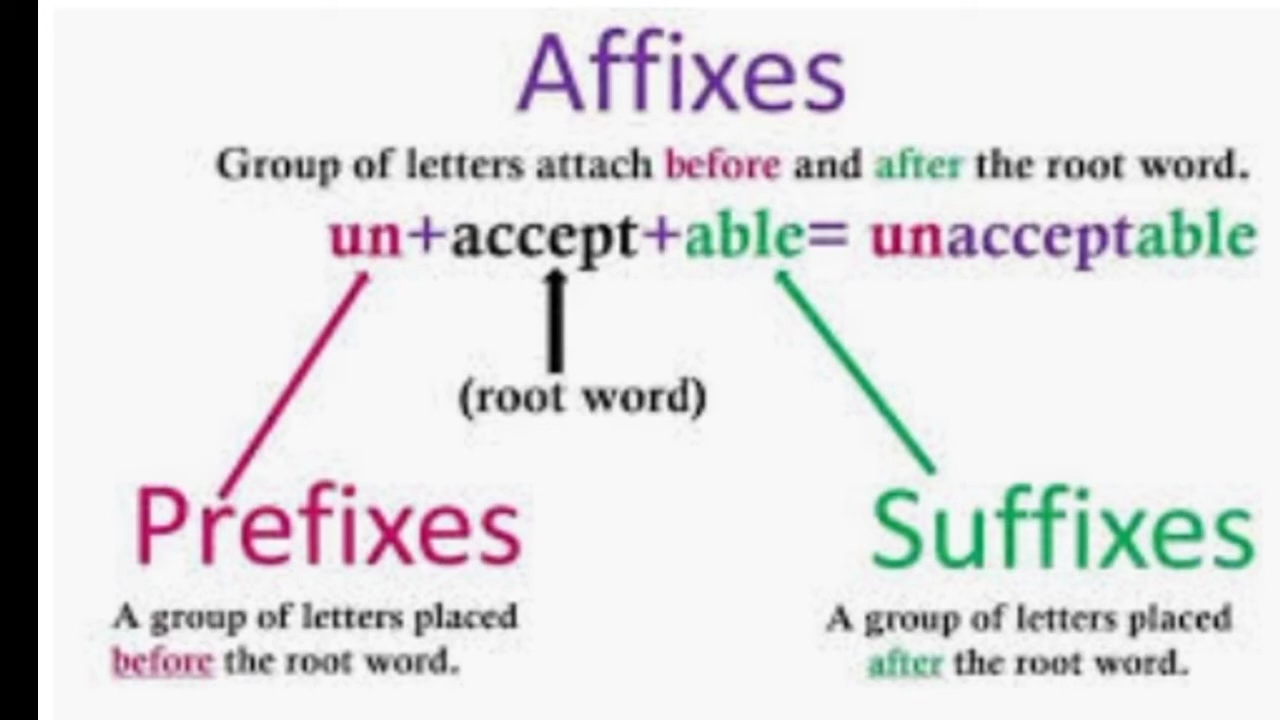 Affixes
Group of letters attach before and after the root word.
un+accept+able= unacceptable
(root word)
Prefixes
A group of letters placed
before the root word.
Suffixes
A group of letters placed
after the root word.